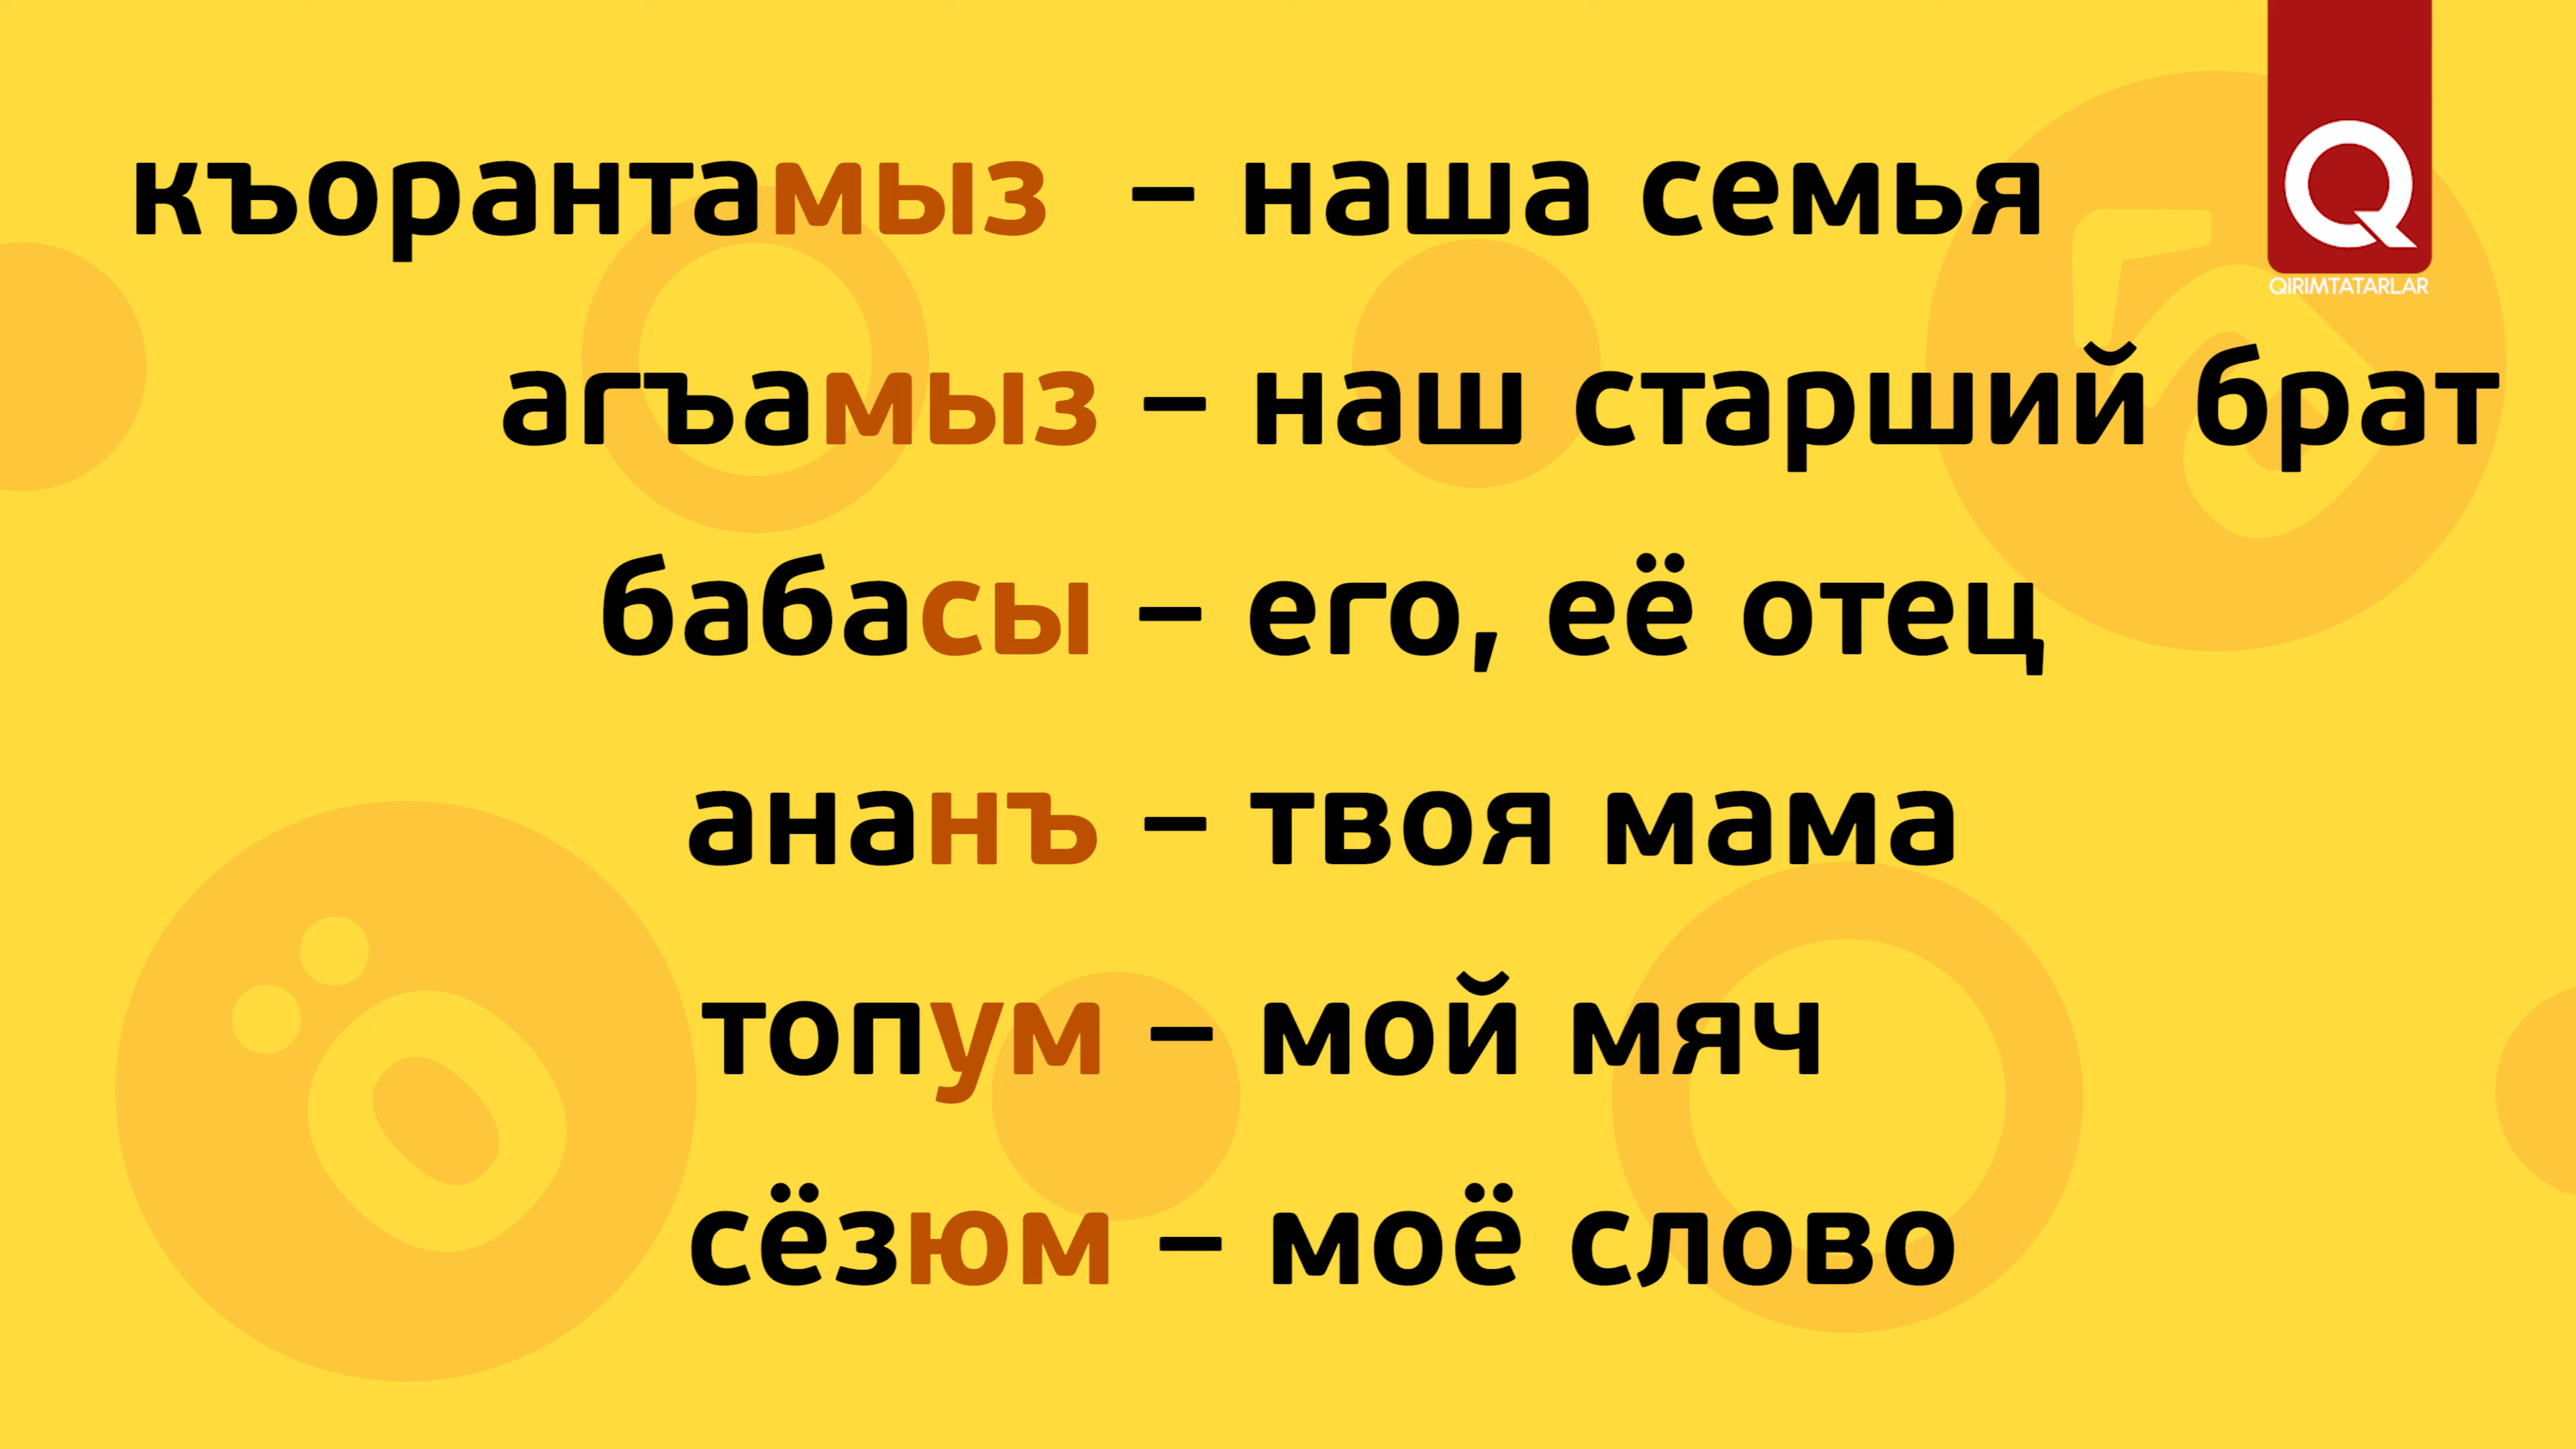 къорантамыз – наша семья
агъамыз – наш старший брат
бабасы – его, её отец
ананъ – твоя мама
топум – мой мяч
сёзюм – моё слово
Q
QIRIMTATARLAR